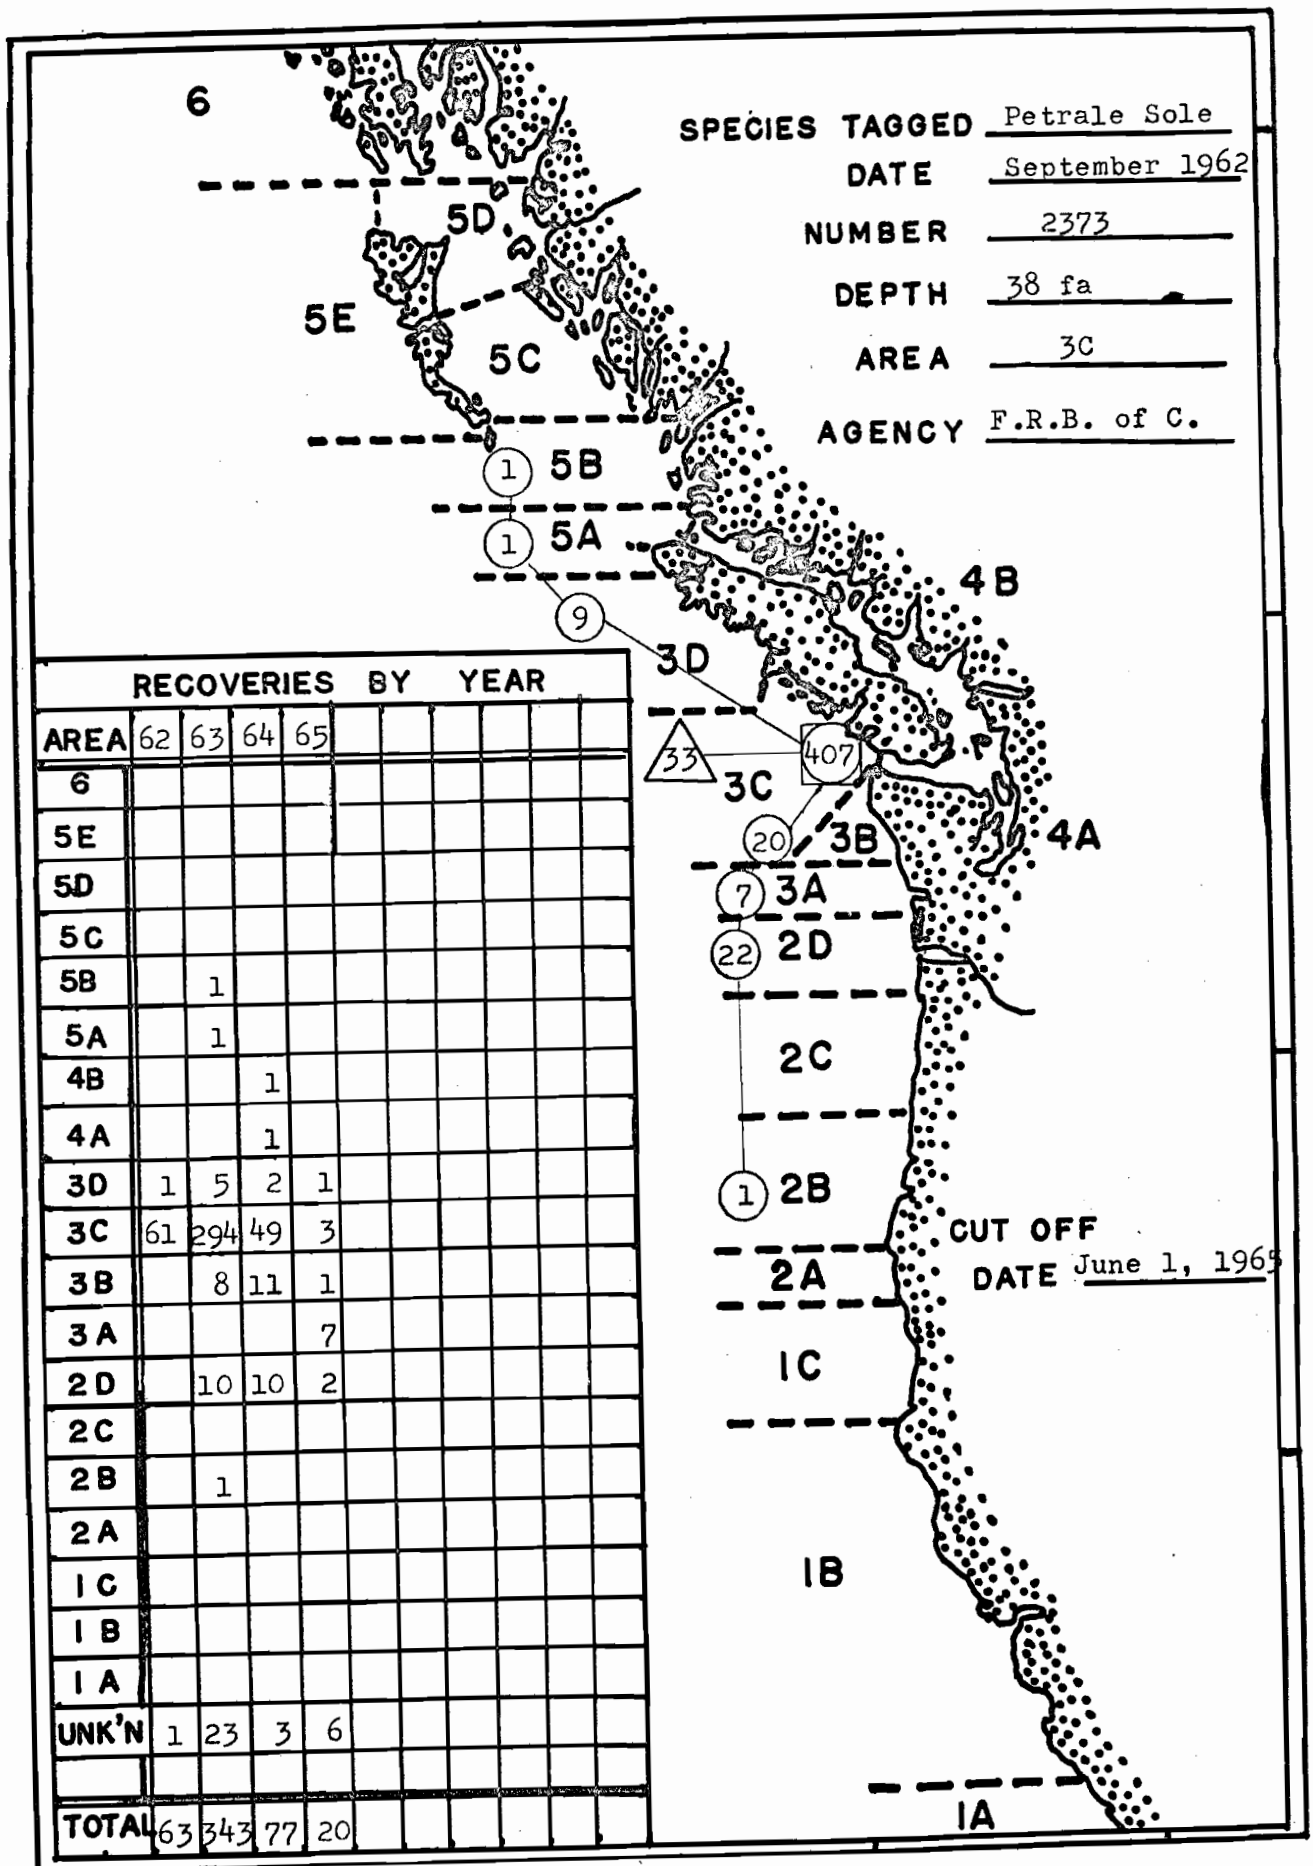 6
SPECIES TAGGED Petrale Sole
DATE September 1962
5D
NUMBER 2373
DEPTH 38 fa
5E
5C
AREA 3C
AGENCY F.R.B. of C.
1 5B
1 5A
4B
9
3D
33 407
3C
20 3B 4A
7 3A
22 2D
2C
1 2B
CUT OFF
DATE June 1, 1965
2A
1C
1B
1A
RECOVERIES BY YEAR
AREA 62 63 64 65
6
5E
5D
5C
5B 1
5A 1
4B 1
4A 1
3D 1 5 2 1
3C 61 294 49 3
3B 8 11 1
3A 7
2D 10 10 2
2C
2B 1
2A
1C
1B
1A
UNK'N 1 23 3 6
TOTAL 63 343 77 20